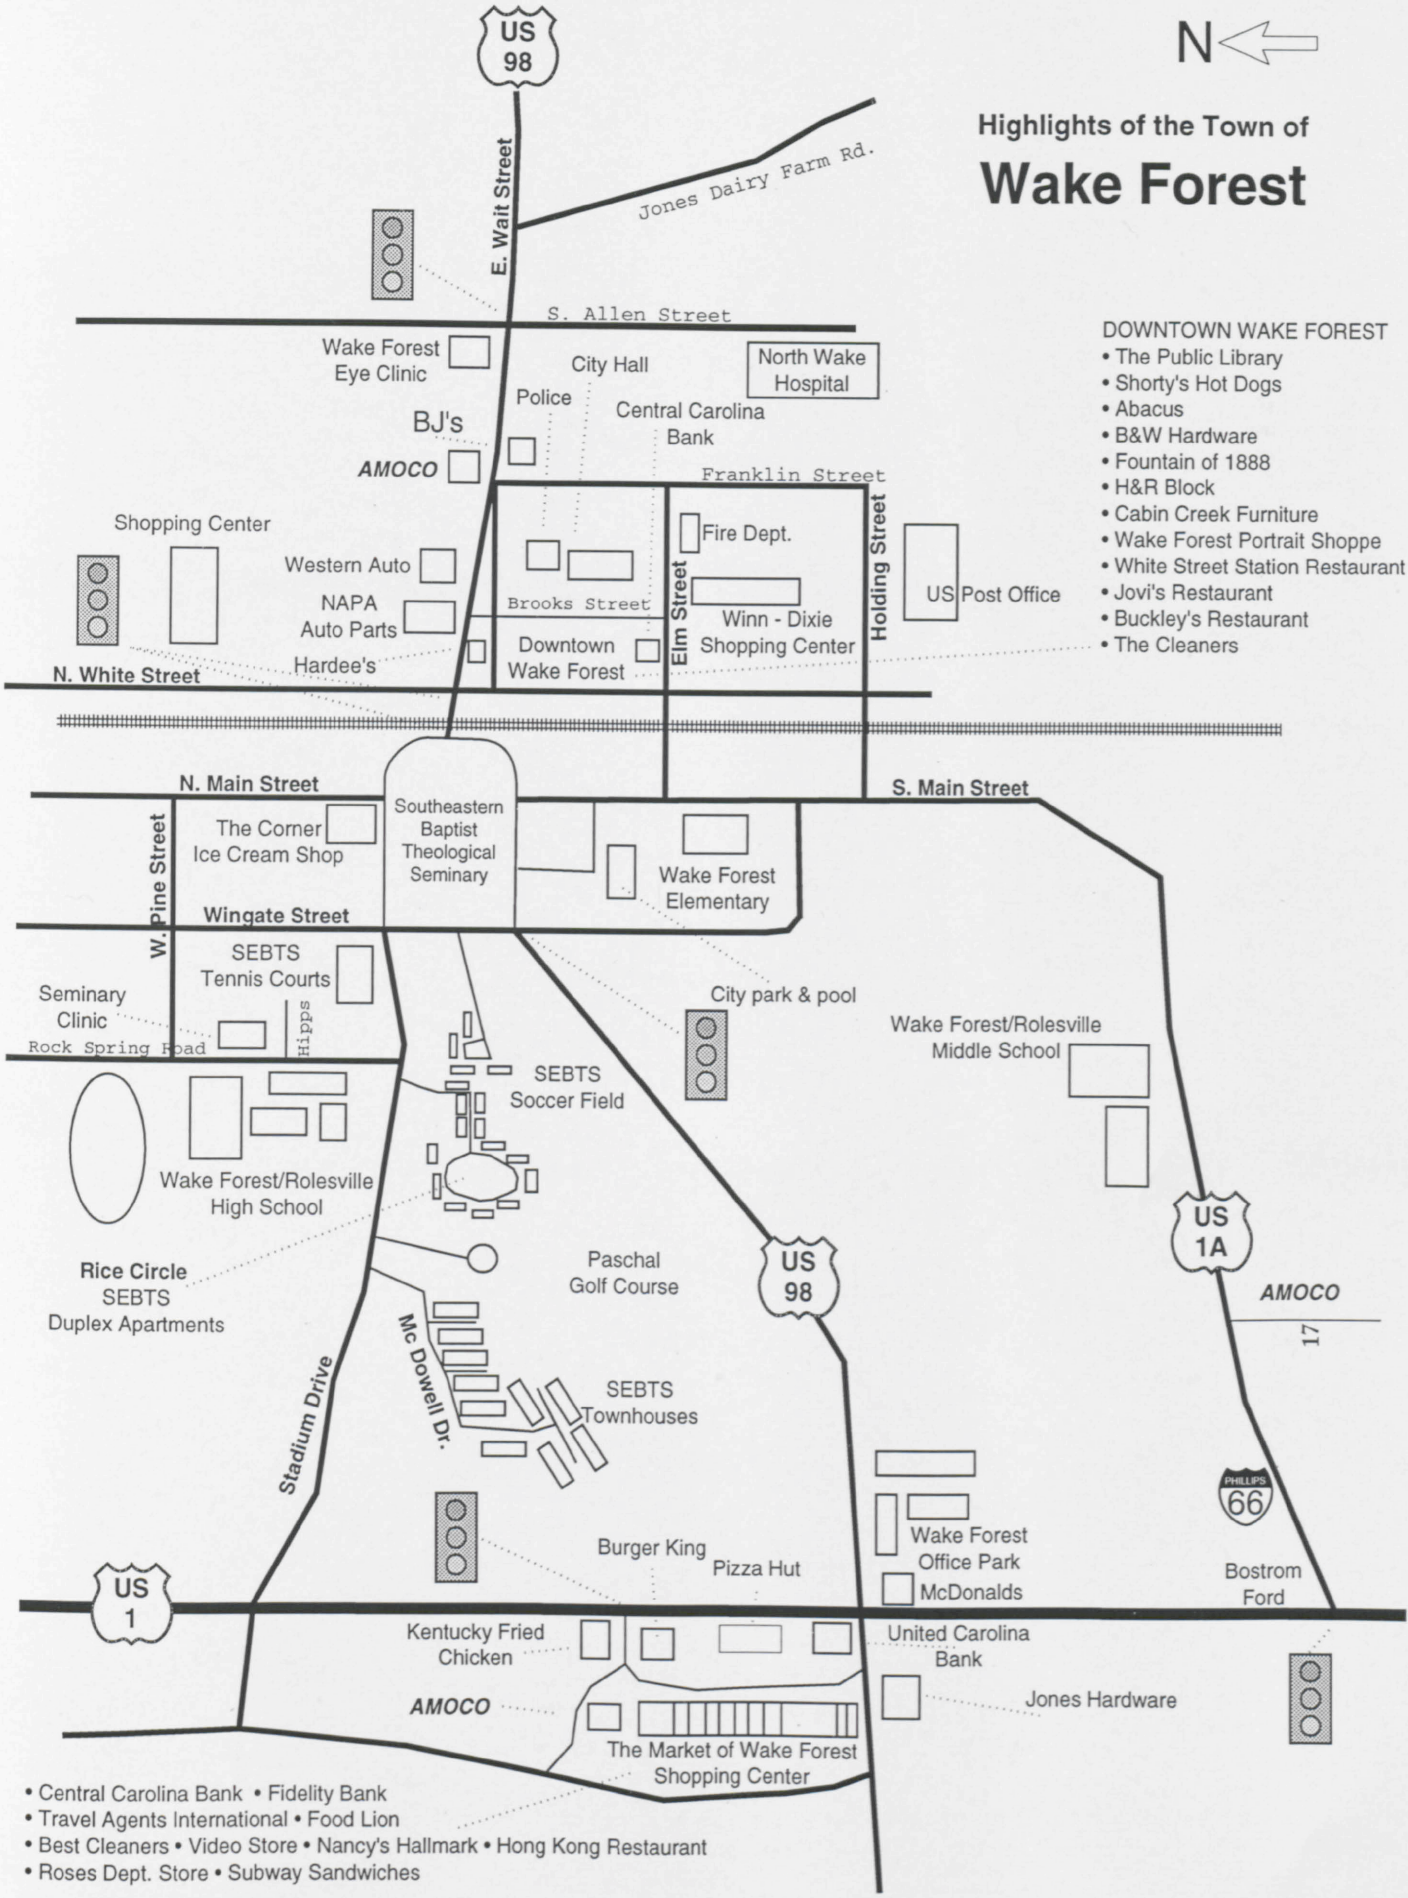 US
98
N
Highlights of the Town of
Wake Forest
E. Wait Street
Jones Dairy Farm Rd.
S. Allen Street
Wake Forest
Eye Clinic
City Hall
North Wake
Hospital
Police
Central Carolina
Bank
BJ's
AMOCO
Franklin Street
DOWNTOWN WAKE FOREST
• The Public Library
• Shorty's Hot Dogs
• Abacus
• B&W Hardware
• Fountain of 1888
• H&R Block
• Cabin Creek Furniture
• Wake Forest Portrait Shoppe
• White Street Station Restaurant
• Jovi's Restaurant
• Buckley's Restaurant
• The Cleaners
Shopping Center
Western Auto
NAPA
Auto Parts
Hardee's
Fire Dept.
Holding Street
Elm Street
US Post Office
Brooks Street
Winn - Dixie
Shopping Center
Downtown
Wake Forest
N. White Street
N. Main Street
S. Main Street
W. Pine Street
The Corner
Ice Cream Shop
Southeastern
Baptist
Theological
Seminary
Wake Forest
Elementary
Wingate Street
SEBTS
Tennis Courts
Seminary
Clinic
Hipps
Rock Spring Road
City park & pool
Wake Forest/Rolesville
Middle School
SEBTS
Soccer Field
Wake Forest/Rolesville
High School
US
1A
Rice Circle
SEBTS
Duplex Apartments
Paschal
Golf Course
US
98
AMOCO
17
Mc Dowell Dr.
Stadium Drive
SEBTS
Townhouses
PHILLIPS
66
Wake Forest
Office Park
McDonalds
Burger King
Pizza Hut
Bostrom
Ford
US
1
Kentucky Fried
Chicken
United Carolina
Bank
AMOCO
Jones Hardware
The Market of Wake Forest
Shopping Center
• Central Carolina Bank • Fidelity Bank
• Travel Agents International • Food Lion
• Best Cleaners • Video Store • Nancy's Hallmark • Hong Kong Restaurant
• Roses Dept. Store • Subway Sandwiches